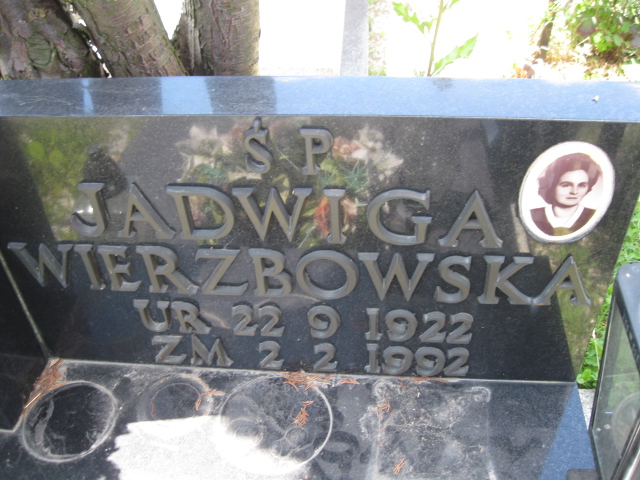 Ś P
JADWIGA
WIERZBOWSKA
UR. 22 9 1922
ZM 2 2 1992